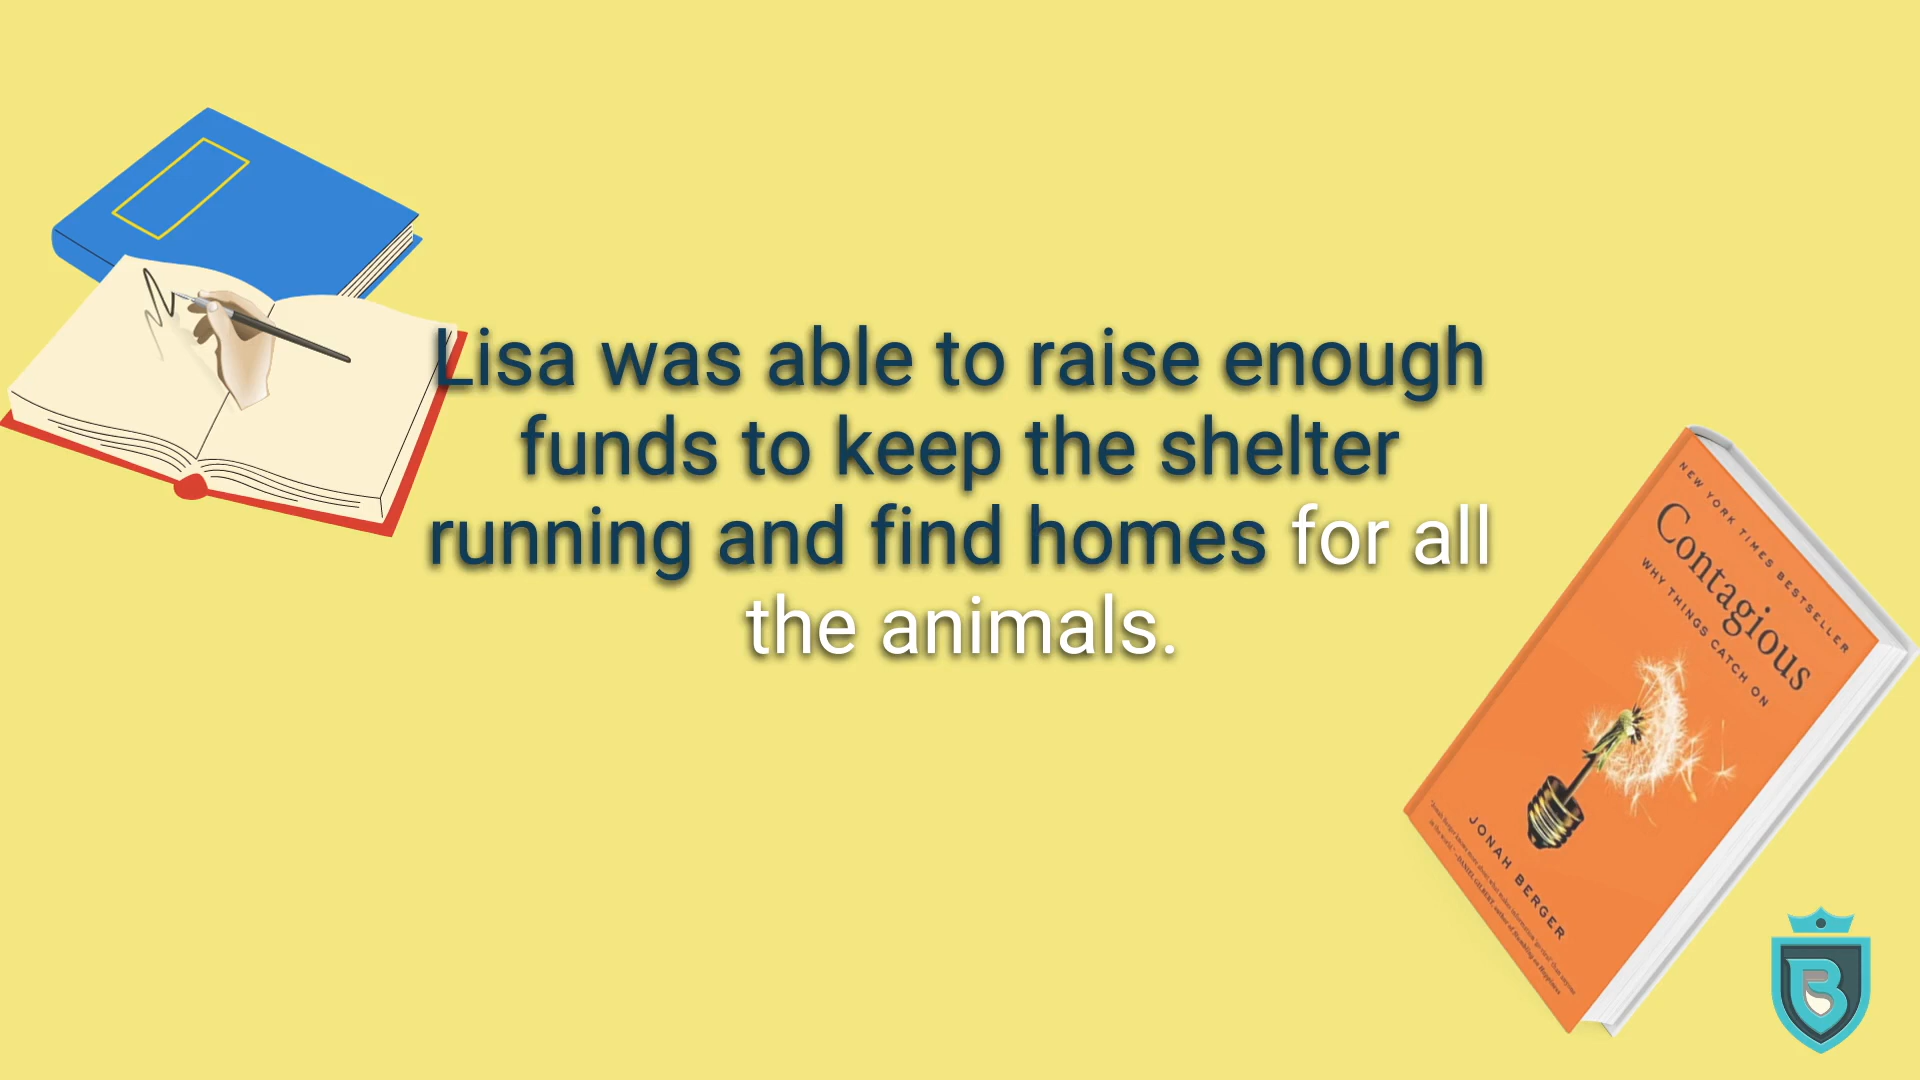 Lisa was able to raise enough
funds to keep the shelter
running and find homes for all
the animals.
NEW YORK TIMES BESTSELLER
Contagious
WHY THINGS CATCH ON
JONAH BERGER